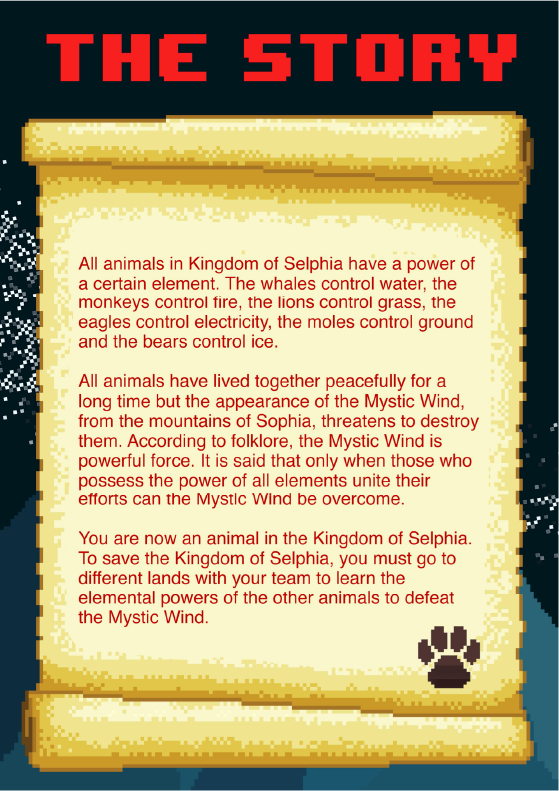 THE STORY
All animals in Kingdom of Selphia have a power of
a certain element. The whales control water, the
monkeys control fire, the lions control grass, the
eagles control electricity, the moles control ground
and the bears control ice.
All animals have lived together peacefully for a
long time but the appearance of the Mystic Wind,
from the mountains of Sophia, threatens to destroy
them. According to folklore, the Mystic Wind is
powerful force. It is said that only when those who
possess the power of all elements unite their
efforts can the Mystic Wind be overcome.
You are now an animal in the Kingdom of Selphia.
To save the Kingdom of Selphia, you must go to
different lands with your team to learn the
elemental powers of the other animals to defeat
the Mystic Wind.